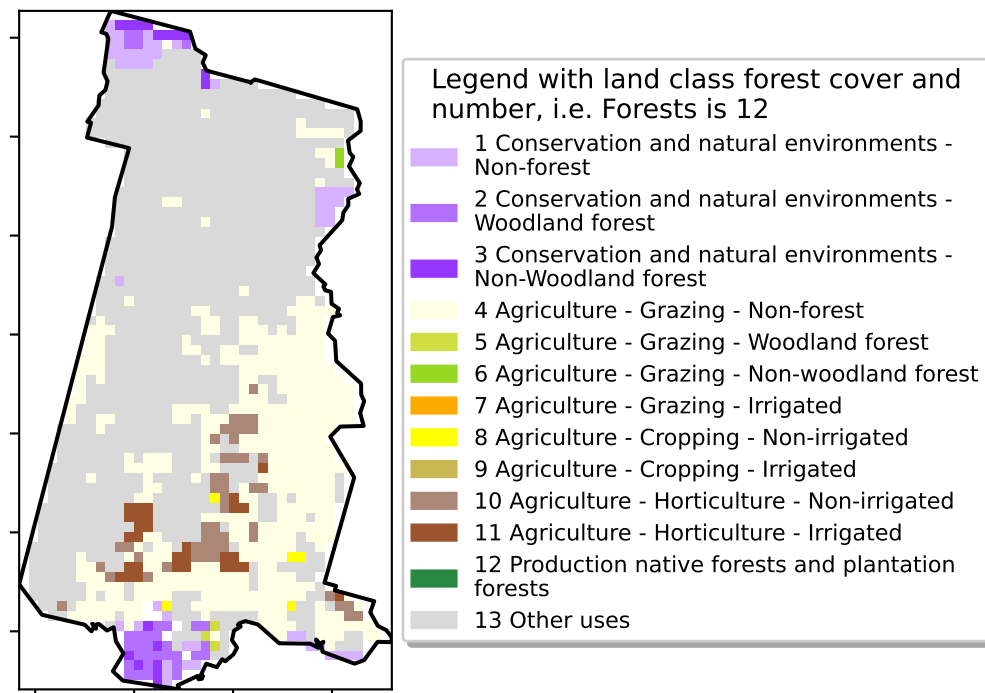 Legend with land class forest cover and
number, i.e. Forests is 12
1 Conservation and natural environments -
Non-forest
2 Conservation and natural environments -
Woodland forest
3 Conservation and natural environments -
Non-Woodland forest
4 Agriculture - Grazing - Non-forest
5 Agriculture - Grazing - Woodland forest
6 Agriculture - Grazing - Non-woodland forest
7 Agriculture - Grazing - Irrigated
8 Agriculture - Cropping - Non-irrigated
9 Agriculture - Cropping - Irrigated
10 Agriculture - Horticulture - Non-irrigated
11 Agriculture - Horticulture - Irrigated
12 Production native forests and plantation
forests
13 Other uses